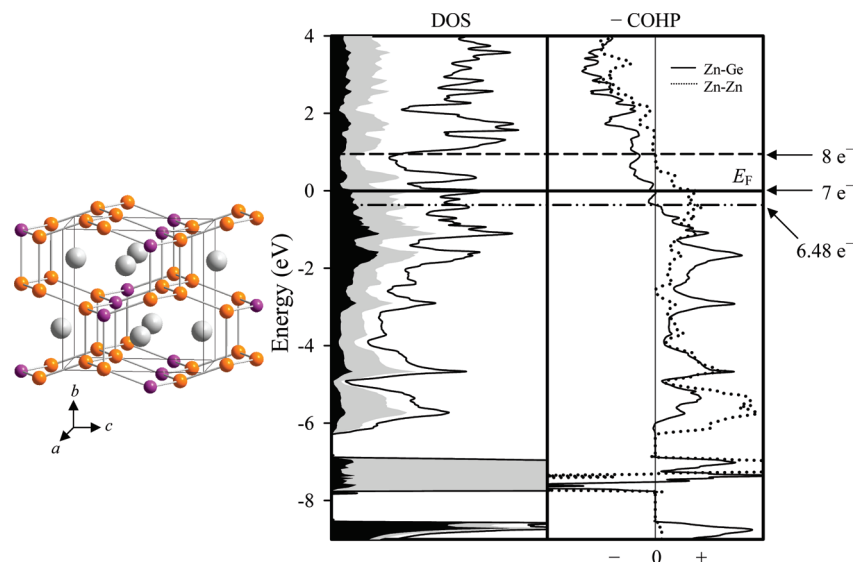 DOS
− COHP
4
2
0
-2
-4
-6
-8
Energy (eV)
Zn-Ge
Zn-Zn
E_F
8 e⁻
7 e⁻
6.48 e⁻
− 0 +
b
a
c